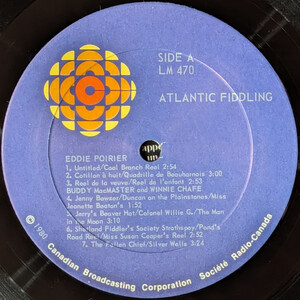 SIDE A
LM 470
ATLANTIC FIDDLING
EDDIE POIRIER
1. Untitled/Coal Branch Reel 2:54
2. Cotillon à huit/Quadrille de Beauharnois 3:00
3. Reel de la veuve/Reel de l'enfant 2:53
BUDDY MacMASTER and WINNIE CHAFE
4. Jenny Bowser/Duncan on the Plainstanes/Miss
Jeanette Beaton's 1:52
5. Jerry's Beaver Hat/Colonel Willie G./The Man
in the Moon 3:10
6. Shetland Fiddler's Society Strathspey/Pond's
Road Reel/Miss Susan Cooper's Reel 2:52
7. The Fallen Chief/Silver Wells 3:24
© 1980 Canadian Broadcasting Corporation Société Radio-Canada